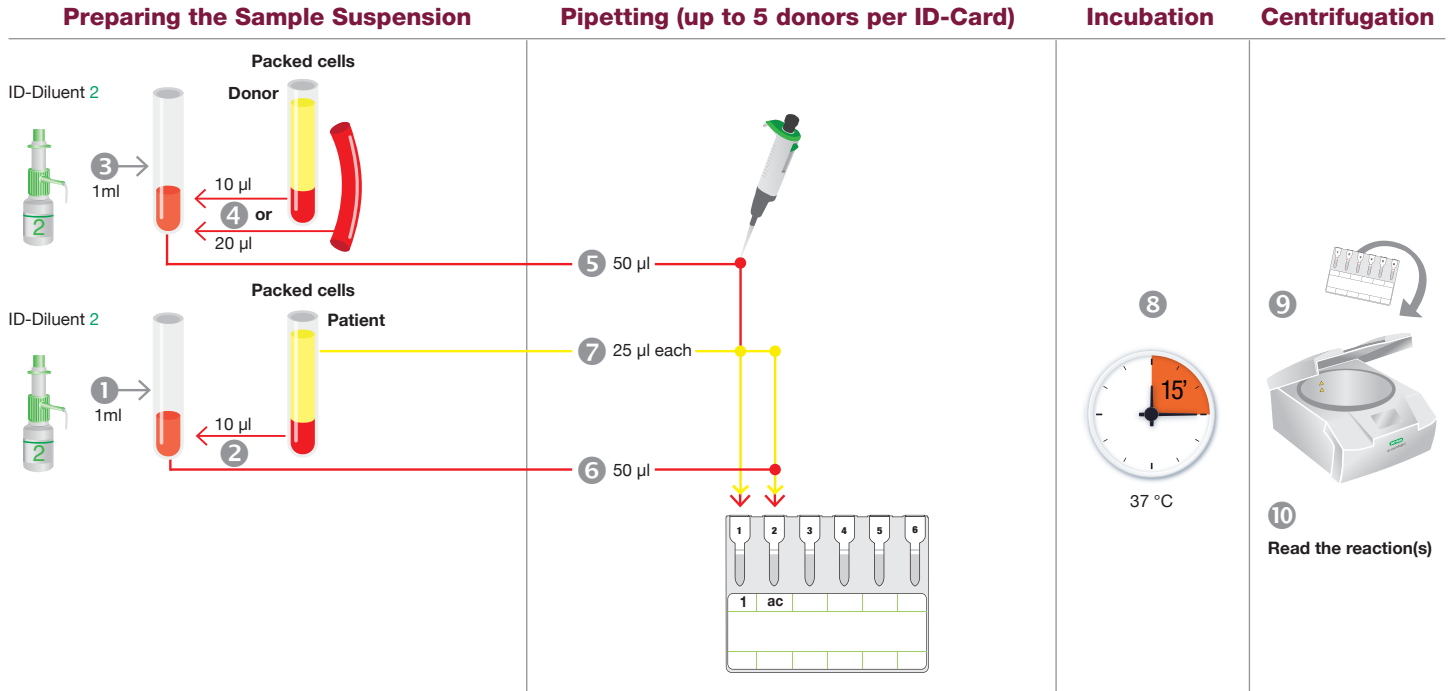 Preparing the Sample Suspension
Pipetting (up to 5 donors per ID-Card)
Incubation
Centrifugation
Packed cells
ID-Diluent 2
Donor
3
1ml
2
10 µl
4 or
20 µl
5 50 µl
Packed cells
ID-Diluent 2
Patient
7 25 µl each
1
1ml
2
10 µl
2
6 50 µl
1 2 3 4 5 6
1 ac
8
15'
37 °C
9
10
Read the reaction(s)